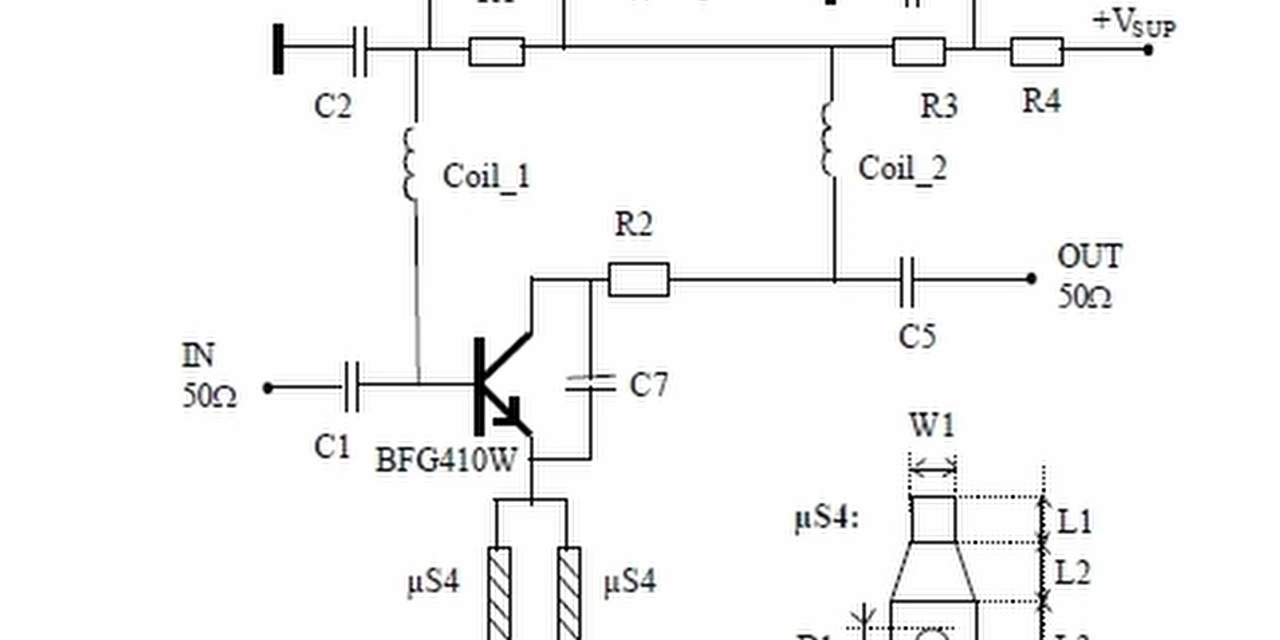 +VSUP
C2
R3
R4
Coil_1
Coil_2
R2
OUT
50Ω
C5
IN
50Ω
C7
C1
BFG410W
W1
µS4:
L1
L2
µS4
µS4